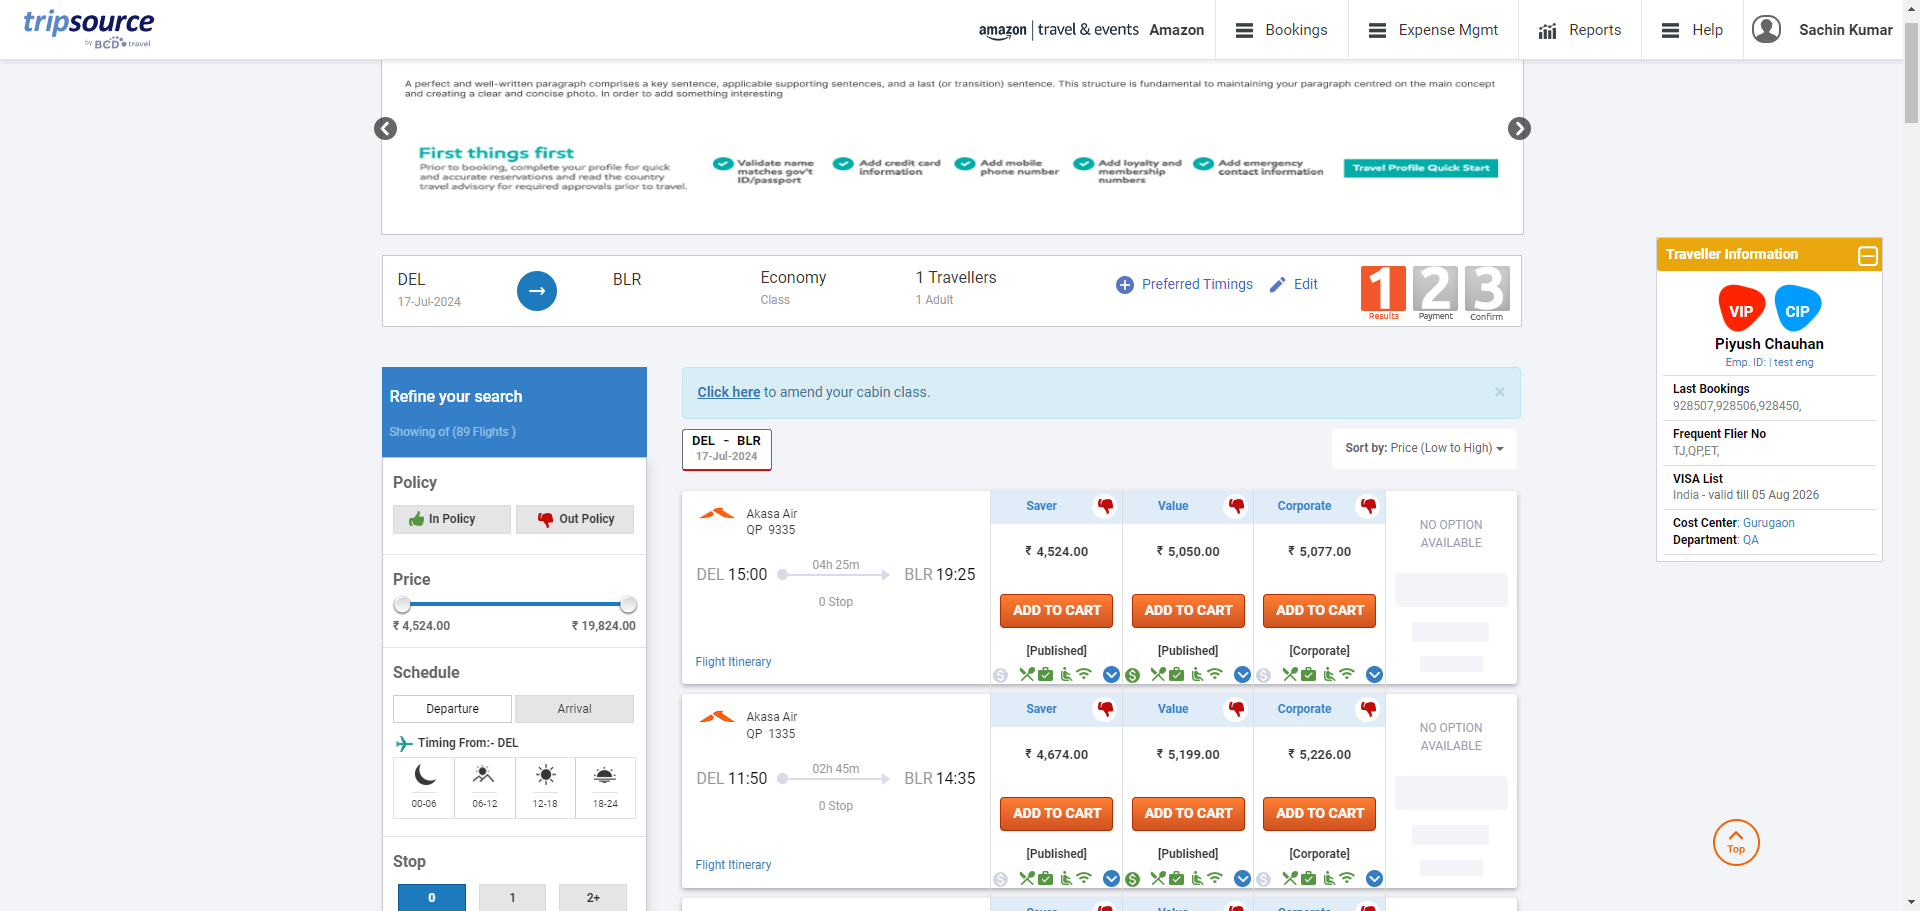 tripsource
by BCD travel
amazon | travel & events Amazon
Bookings
Expense Mgmt
Reports
Help
Sachin Kumar
A perfect and well-written paragraph comprises a key sentence, applicable supporting sentences, and a last (or transition) sentence. This structure is fundamental to maintaining your paragraph centred on the main concept
and creating a clear and concise photo. In order to add something interesting
First things first
Prior to booking, complete your profile for quick
and accurate reservations and read the country
travel advisory for required approvals prior to travel.
Validate name
matches gov't
ID/passport
Add credit card
information
Add mobile
phone number
Add loyalty and
membership
numbers
Add emergency
contact information
Travel Profile Quick Start
DEL
17-Jul-2024
BLR
Economy
Class
1 Travellers
1 Adult
Preferred Timings
Edit
1
Results
2
Payment
3
Confirm
Traveller Information
VIP
CIP
Piyush Chauhan
Emp. ID: | test eng
Last Bookings
928507,928506,928450,
Frequent Flier No
TJ,QP,ET,
VISA List
India - valid till 05 Aug 2026
Cost Center: Gurugaon
Department: QA
Refine your search
Showing of (89 Flights )
Policy
In Policy
Out Policy
Price
₹ 4,524.00
₹ 19,824.00
Schedule
Departure
Arrival
Timing From:- DEL
00-06
06-12
12-18
18-24
Stop
0
1
2+
Click here to amend your cabin class.
×
DEL - BLR
17-Jul-2024
Sort by: Price (Low to High)
Akasa Air
QP 9335
DEL 15:00
04h 25m
0 Stop
BLR 19:25
Flight Itinerary
Saver
₹ 4,524.00
ADD TO CART
[Published]
Value
₹ 5,050.00
ADD TO CART
[Published]
Corporate
₹ 5,077.00
ADD TO CART
[Corporate]
NO OPTION
AVAILABLE
Akasa Air
QP 1335
DEL 11:50
02h 45m
0 Stop
BLR 14:35
Flight Itinerary
Saver
₹ 4,674.00
ADD TO CART
[Published]
Value
₹ 5,199.00
ADD TO CART
[Published]
Corporate
₹ 5,226.00
ADD TO CART
[Corporate]
NO OPTION
AVAILABLE
Saver
Value
Corporate
Top